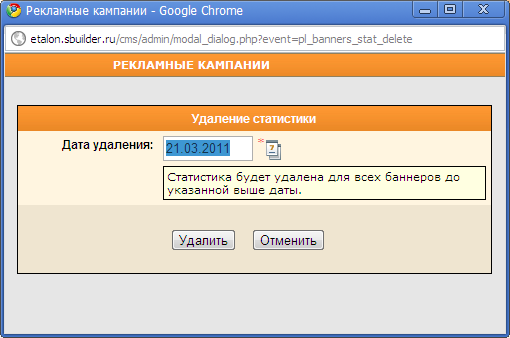 Рекламные кампании - Google Chrome
etalon.sbuilder.ru/cms/admin/modal_dialog.php?event=pl_banners_stat_delete
РЕКЛАМНЫЕ КАМПАНИИ
Удаление статистики
Дата удаления: 21.03.2011 * 7
Статистика будет удалена для всех баннеров до
указанной выше даты.
Удалить Отменить